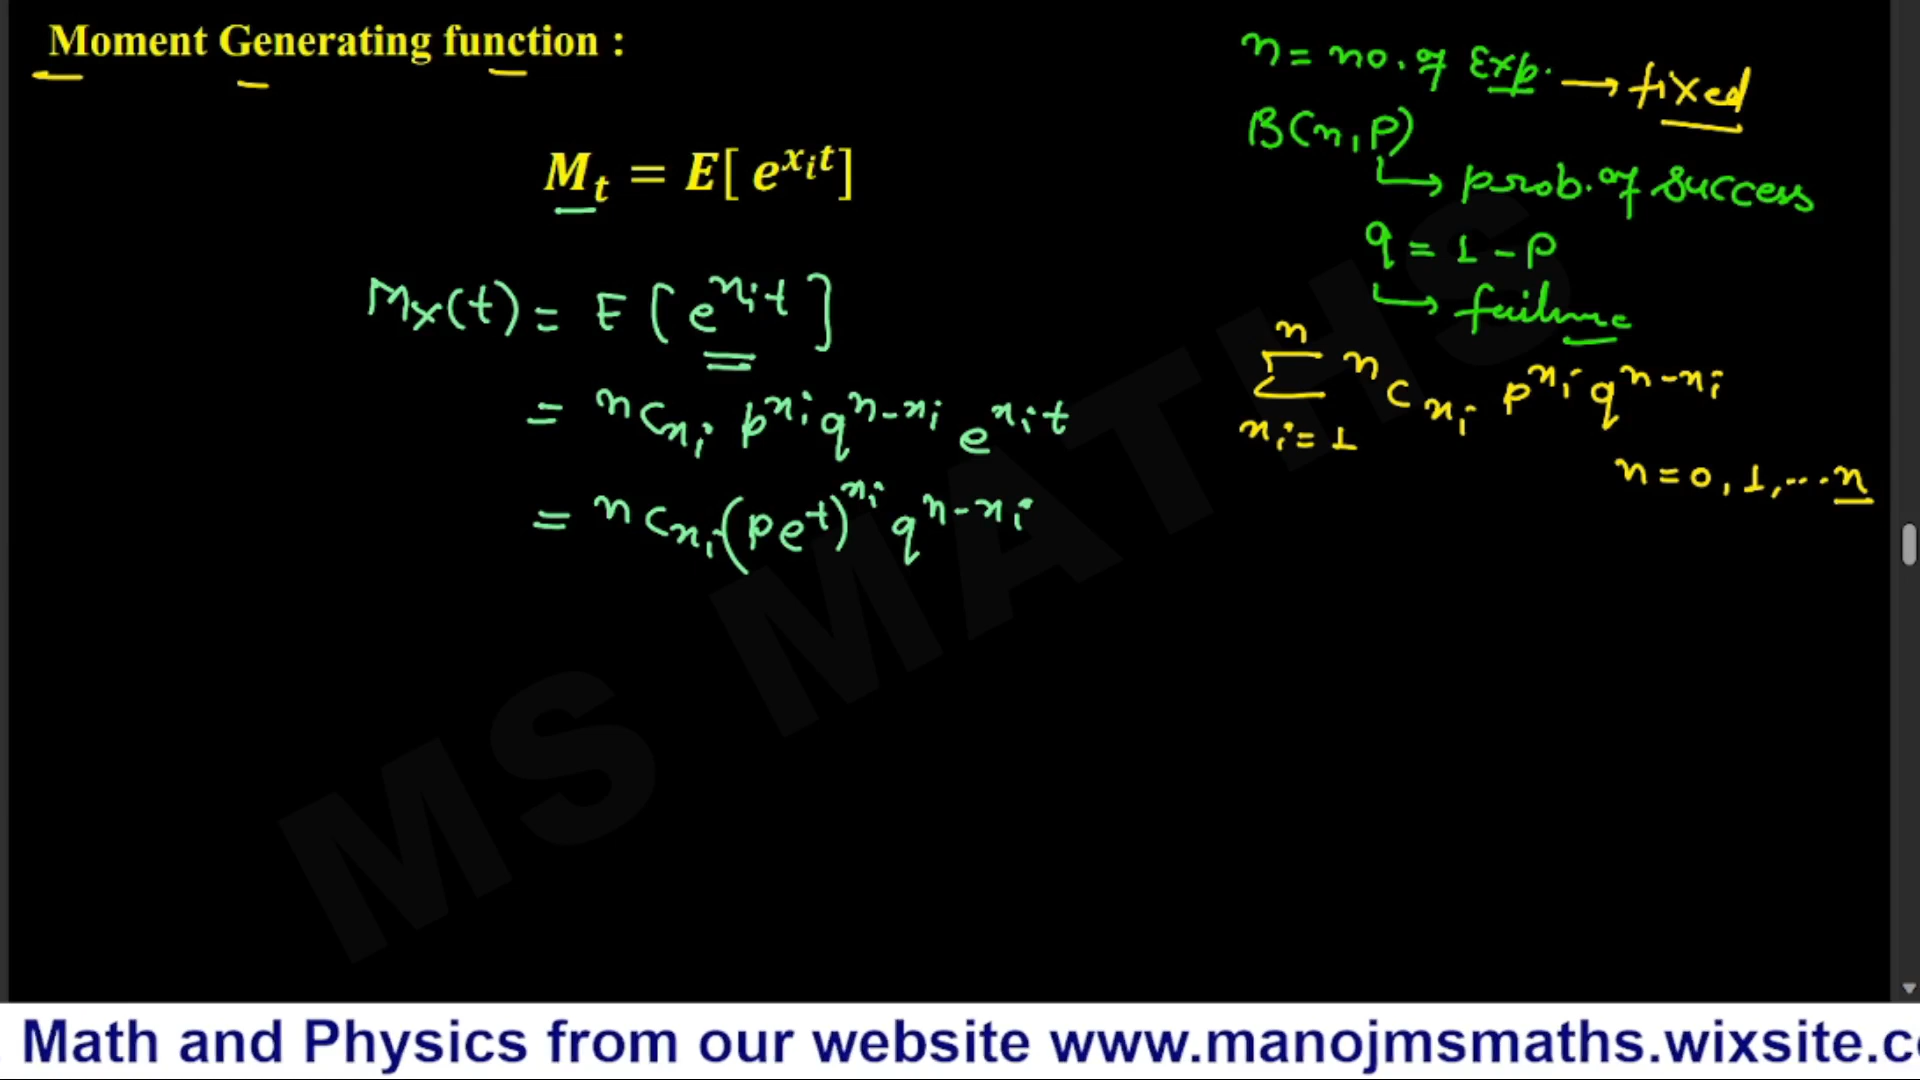 Moment Generating function :
M_t = E[ e^{x_i t}]
M_X(t) = E [ e^{x_i t} ]
= ^nC_{x_i} p^{x_i} q^{n-x_i} e^{x_i t}
= ^nC_{x_i} (pe^t)^{x_i} q^{n-x_i}
n = no. of Exp. → fixed
B(n, P)
↳ prob. of success
q = 1 - P
↳ failure
\sum_{x_i=1}^{n} ^nC_{x_i} p^{x_i} q^{n-x_i}
n = 0, 1, ... n
MS MATHS
Math and Physics from our website www.manojmsmaths.wixsite.c